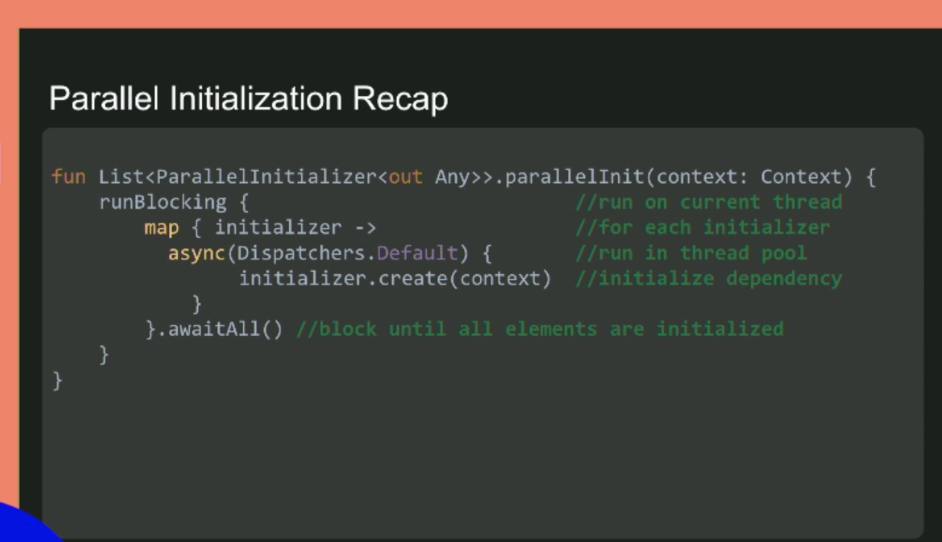 Parallel Initialization Recap
fun List<ParallelInitializer<out Any>>.parallelInit(context: Context) {
runBlocking { //run on current thread
map { initializer -> //for each initializer
async(Dispatchers.Default) { //run in thread pool
initializer.create(context) //initialize dependency
}
}.awaitAll() //block until all elements are initialized
}
}